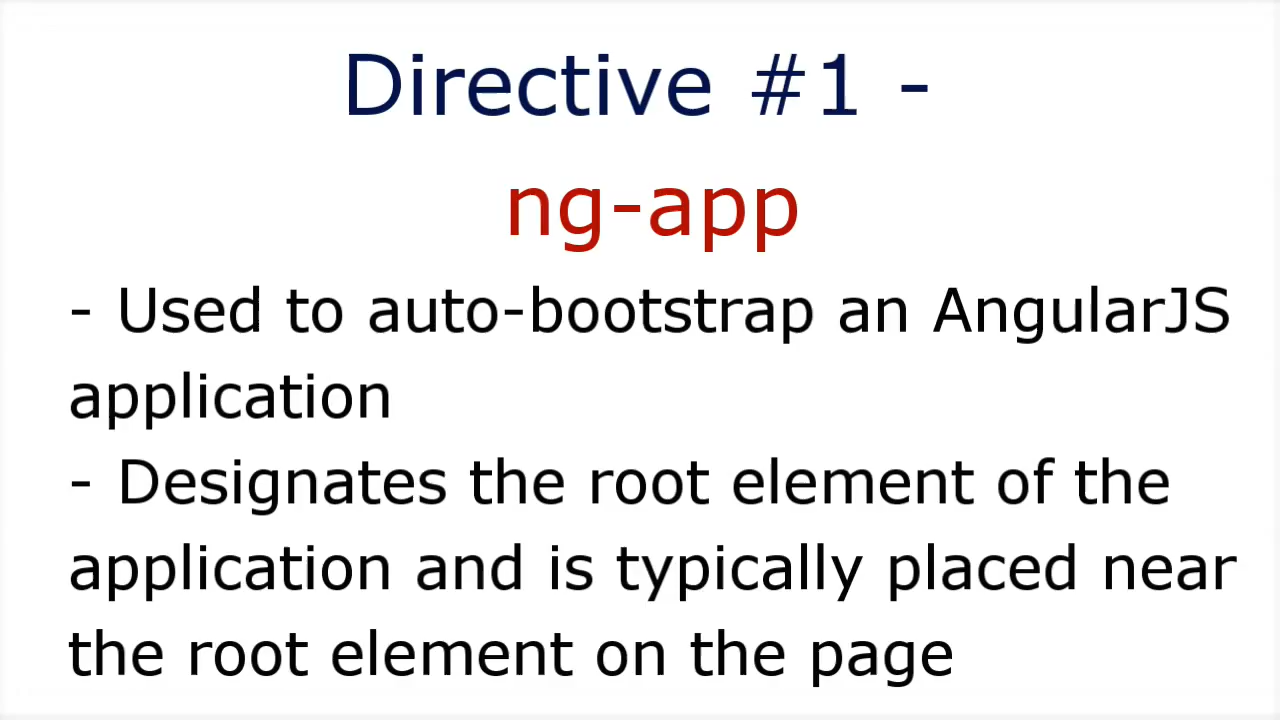 Directive #1 -
ng-app
- Used to auto-bootstrap an AngularJS
application
- Designates the root element of the
application and is typically placed near
the root element on the page